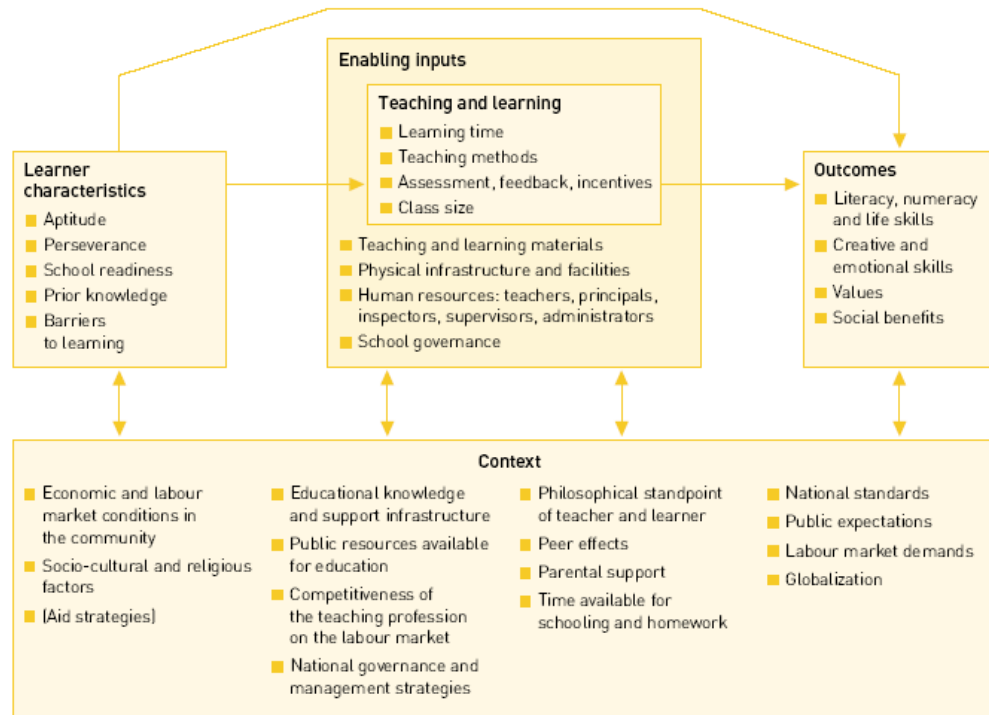 Enabling inputs
Teaching and learning
Learning time
Teaching methods
Assessment, feedback, incentives
Class size
Teaching and learning materials
Physical infrastructure and facilities
Human resources: teachers, principals,
inspectors, supervisors, administrators
School governance
Learner
characteristics
Aptitude
Perseverance
School readiness
Prior knowledge
Barriers
to learning
Outcomes
Literacy, numeracy
and life skills
Creative and
emotional skills
Values
Social benefits
Context
Economic and labour
market conditions in
the community
Socio-cultural and religious
factors
(Aid strategies)
Educational knowledge
and support infrastructure
Public resources available
for education
Competitiveness of
the teaching profession
on the labour market
National governance and
management strategies
Philosophical standpoint
of teacher and learner
Peer effects
Parental support
Time available for
schooling and homework
National standards
Public expectations
Labour market demands
Globalization